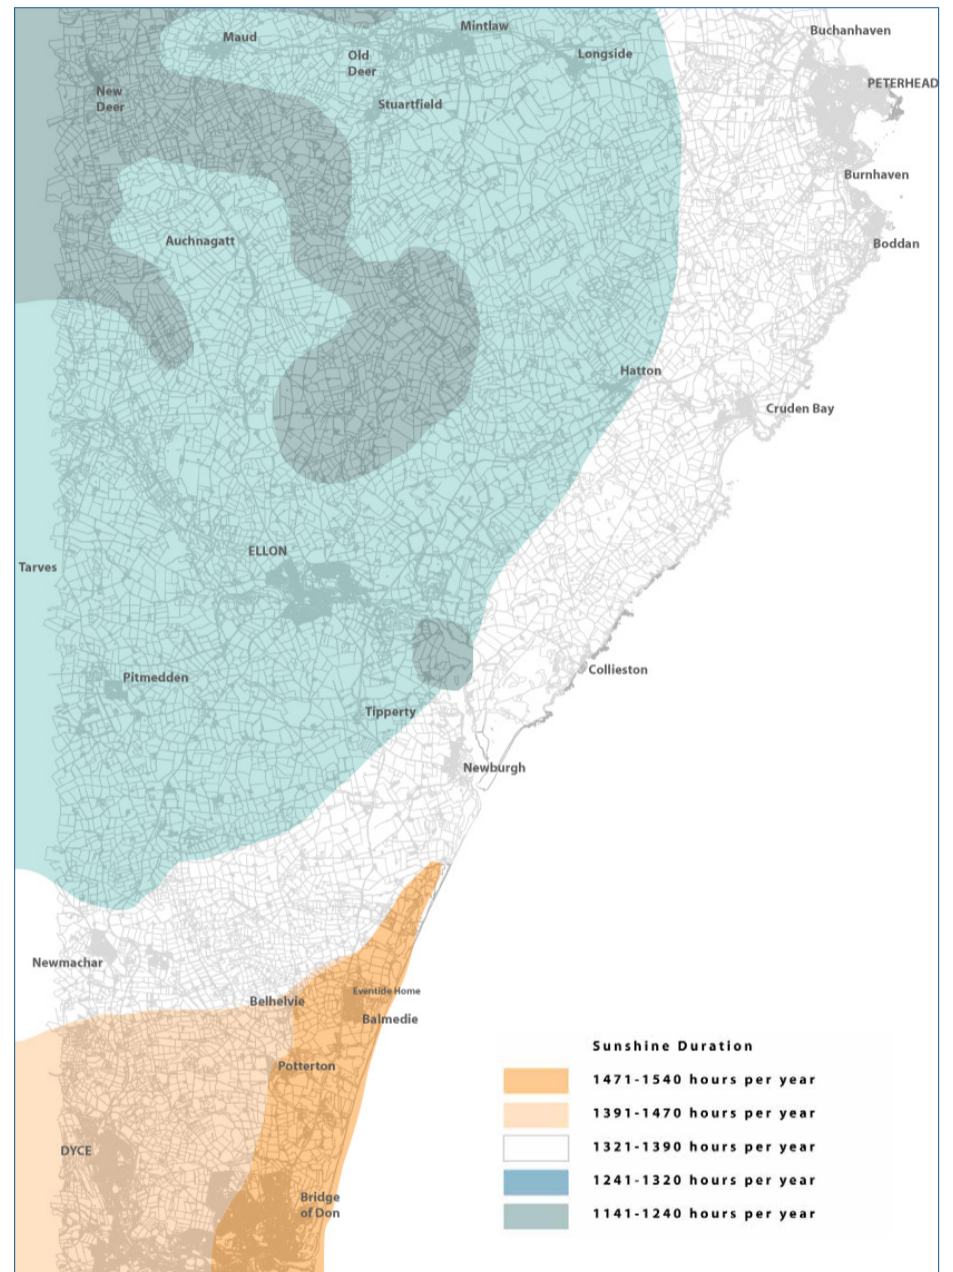 Buchanhaven
Mintlaw
Maud
Old
Deer
Longside
PETERHEAD
New
Deer
Stuartfield
Burnhaven
Auchnagatt
Boddan
Hatton
Cruden Bay
ELLON
Tarves
Collieston
Pitmedden
Tipperty
Newburgh
Newmachar
Eventide Home
Belhelvie
Balmedie
Potterton
DYCE
Bridge
of Don
Sunshine Duration
1471-1540 hours per year
1391-1470 hours per year
1321-1390 hours per year
1241-1320 hours per year
1141-1240 hours per year